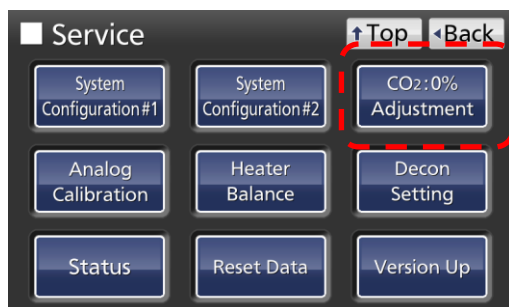 Service
↑Top
◂Back
System
Configuration#1
System
Configuration#2
CO2:0%
Adjustment
Analog
Calibration
Heater
Balance
Decon
Setting
Status
Reset Data
Version Up